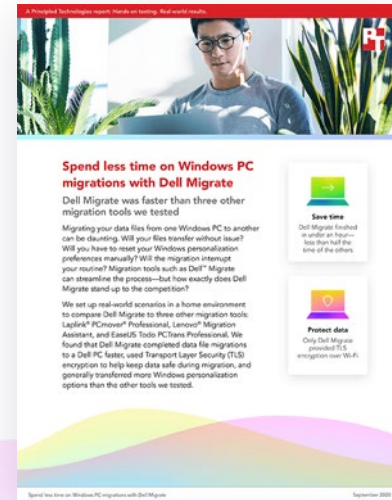 A Principled Technologies report: Hands-on testing. Real-world results.
PT
Spend less time on Windows PC
migrations with Dell Migrate
Dell Migrate was faster than three other
migration tools we tested
Migrating your data files from one Windows PC to another
can be daunting. Will your files transfer without issue?
Will you have to reset your Windows personalization
preferences manually? Will the migration interrupt
your routine? Migration tools such as Dell™ Migrate
can streamline the process—but how exactly does Dell
Migrate stand up to the competition?
We set up real-world scenarios in a home environment
to compare Dell Migrate to three other migration tools:
Laplink® PCmover® Professional, Lenovo® Migration
Assistant, and EaseUS Todo PCTrans Professional. We
found that Dell Migrate completed data file migrations
to a Dell PC faster, used Transport Layer Security (TLS)
encryption to help keep data safe during migration, and
generally transferred more Windows personalization
options than the other tools we tested.
Save time
Dell Migrate finished
in under an hour—
less than half the
time of the others
Protect data
Only Dell Migrate
provided TLS
encryption over Wi-Fi
Spend less time on Windows PC migrations with Dell Migrate
September